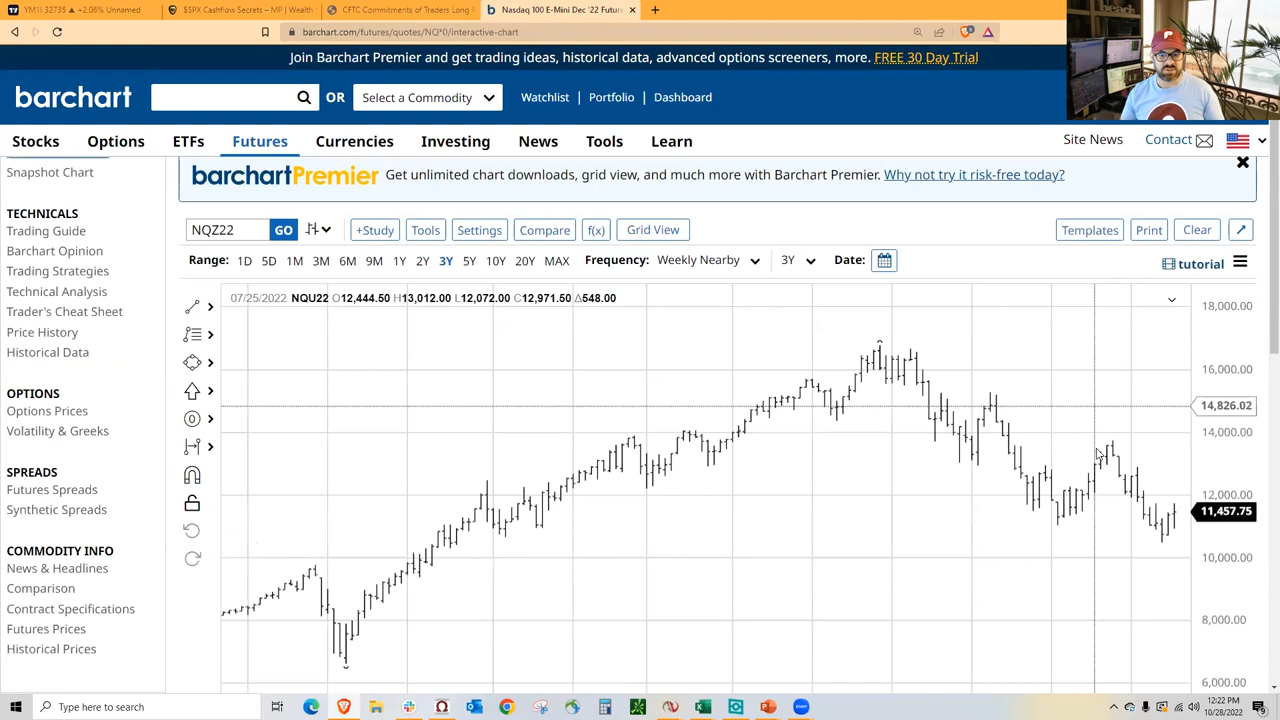 YM1! 32735 ▲ +2.06% Unnamed
$SPX Cashflow Secrets – MP | Wealth
CFTC Commitments of Traders Long R
b Nasdaq 100 E-Mini Dec '22 Futur
barchart.com/futures/quotes/NQ*0/interactive-chart
Join Barchart Premier and get trading ideas, historical data, advanced options screeners, more. FREE 30 Day Trial
barchart
OR
Select a Commodity
Watchlist
Portfolio
Dashboard
Stocks
Options
ETFs
Futures
Currencies
Investing
News
Tools
Learn
Site News
Contact
barchartPremier Get unlimited chart downloads, grid view, and much more with Barchart Premier. Why not try it risk-free today?
Snapshot Chart
TECHNICALS
Trading Guide
Barchart Opinion
Trading Strategies
Technical Analysis
Trader's Cheat Sheet
Price History
Historical Data
OPTIONS
Options Prices
Volatility & Greeks
SPREADS
Futures Spreads
Synthetic Spreads
COMMODITY INFO
News & Headlines
Comparison
Contract Specifications
Futures Prices
Historical Prices
NQZ22
GO
+Study
Tools
Settings
Compare
f(x)
Grid View
Templates
Print
Clear
Range: 1D 5D 1M 3M 6M 9M 1Y 2Y 3Y 5Y 10Y 20Y MAX
Frequency: Weekly Nearby
3Y
Date:
tutorial
07/25/2022 NQU22 O12,444.50 H13,012.00 L12,072.00 C12,971.50 Δ548.00
18,000.00
16,000.00
14,826.02
14,000.00
12,000.00
11,457.75
10,000.00
8,000.00
6,000.00
Type here to search
12:22 PM
10/28/2022